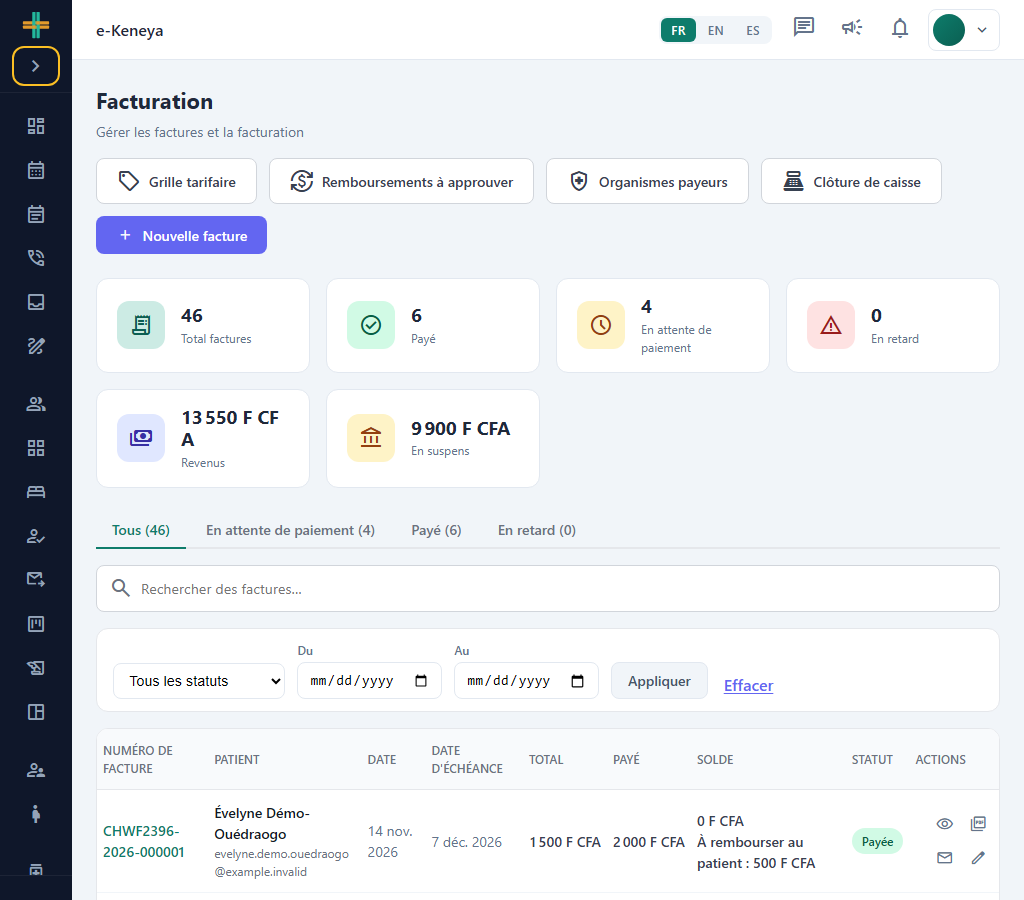 e-Keneya
FR EN ES
Facturation
Gérer les factures et la facturation
Grille tarifaire
Remboursements à approuver
Organismes payeurs
Clôture de caisse
+ Nouvelle facture
46
Total factures
6
Payé
4
En attente de
paiement
0
En retard
13 550 F CF
A
Revenus
9 900 F CFA
En suspens
Tous (46)
En attente de paiement (4)
Payé (6)
En retard (0)
Rechercher des factures...
Tous les statuts
Du
mm/dd/yyyy
Au
mm/dd/yyyy
Appliquer
Effacer
NUMÉRO DE
FACTURE
PATIENT
DATE
DATE
D'ÉCHÉANCE
TOTAL
PAYÉ
SOLDE
STATUT
ACTIONS
CHWF2396-
2026-000001
Évelyne Démo-
Ouédraogo
evelyne.demo.ouedraogo
@example.invalid
14 nov.
2026
7 déc. 2026
1 500 F CFA
2 000 F CFA
0 F CFA
À rembourser au
patient : 500 F CFA
Payée
PDF